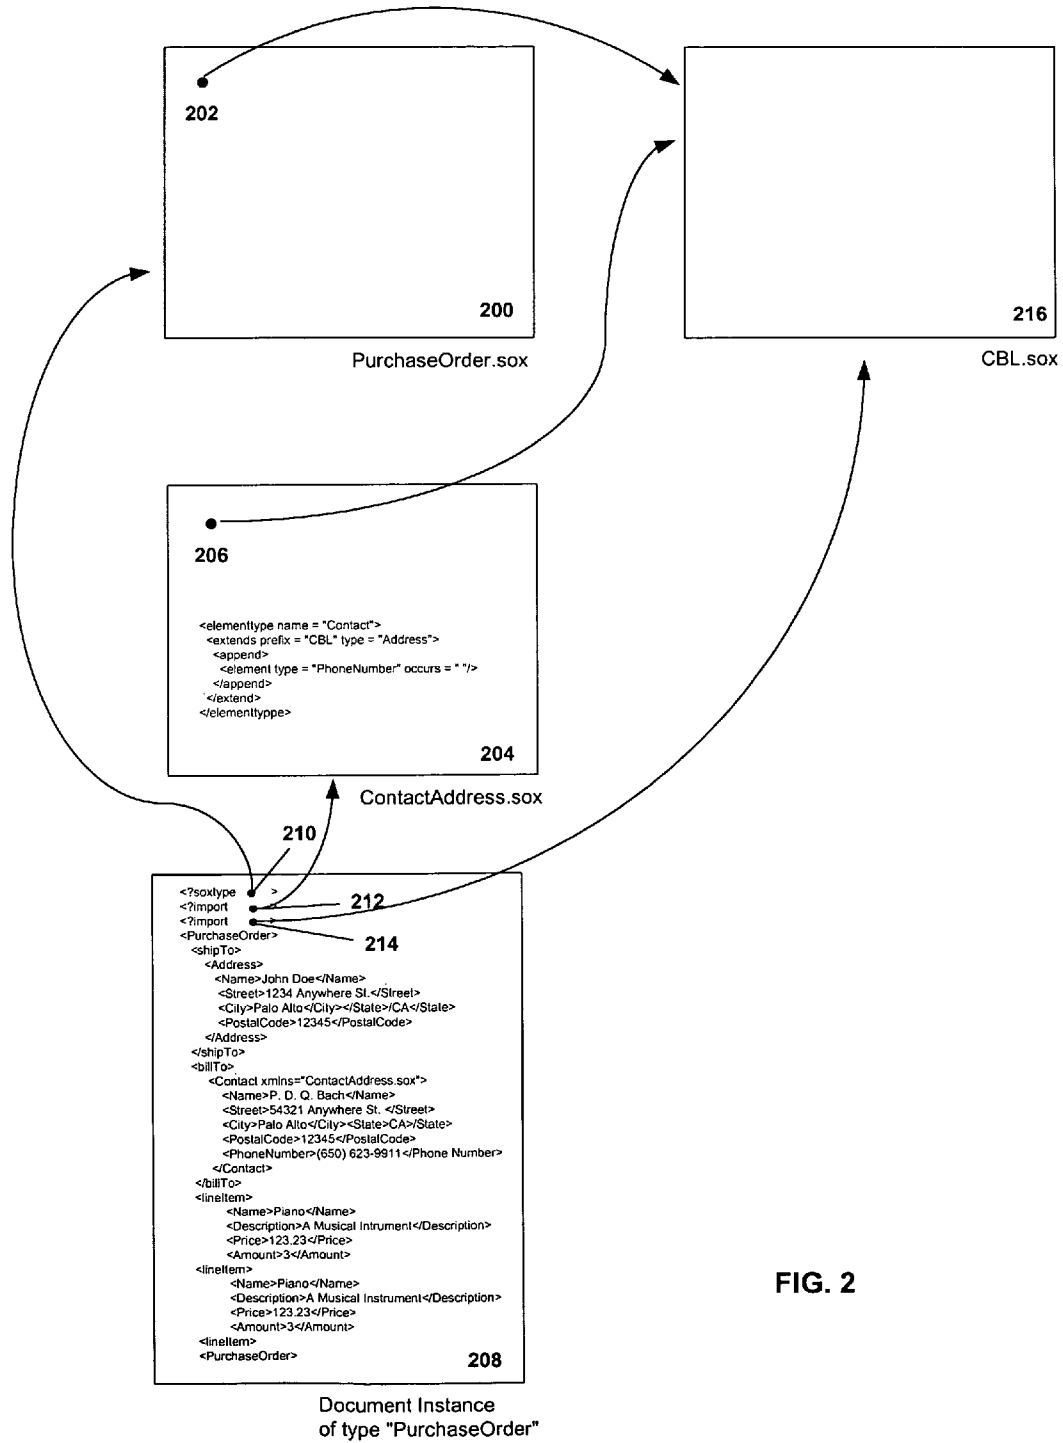 202
200
PurchaseOrder.sox
216
CBL.sox
206
<elementtype name = "Contact">
<extends prefix = "CBL" type = "Address">
<append>
<element type = "PhoneNumber" occurs = " "/>
</append>
</extend>
</elementtyppe>
204
ContactAddress.sox
210
<?soxtype >
<?import >
212
<?import >
214
<PurchaseOrder>
<shipTo>
<Address>
<Name>John Doe</Name>
<Street>1234 Anywhere St.</Street>
<City>Palo Alto</City></State>/CA</State>
<PostalCode>12345</PostalCode>
</Address>
</shipTo>
<billTo>
<Contact xmlns="ContactAddress.sox">
<Name>P. D. Q. Bach</Name>
<Street>54321 Anywhere St. </Street>
<City>Palo Alto</City><State>CA>/State>
<PostalCode>12345</PostalCode>
<PhoneNumber>(650) 623-9911</Phone Number>
</Contact>
</billTo>
<lineItem>
<Name>Piano</Name>
<Description>A Musical Intrument</Description>
<Price>123.23</Price>
<Amount>3</Amount>
<lineItem>
<Name>Piano</Name>
<Description>A Musical Instrument</Description>
<Price>123.23</Price>
<Amount>3</Amount>
<lineItem>
<PurchaseOrder>
208
Document Instance
of type "PurchaseOrder"
FIG. 2